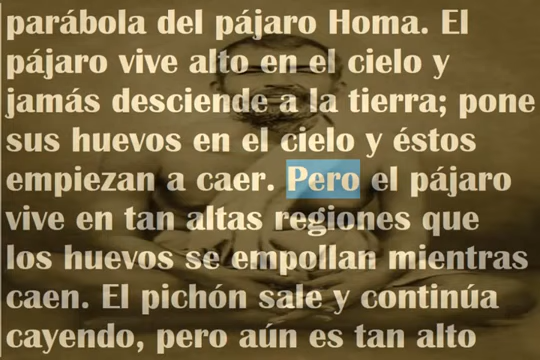 parábola del pájaro Homa. El
pájaro vive alto en el cielo y
jamás desciende a la tierra; pone
sus huevos en el cielo y éstos
empiezan a caer. Pero el pájaro
vive en tan altas regiones que
los huevos se empollan mientras
caen. El pichón sale y continúa
cayendo, pero aún es tan alto